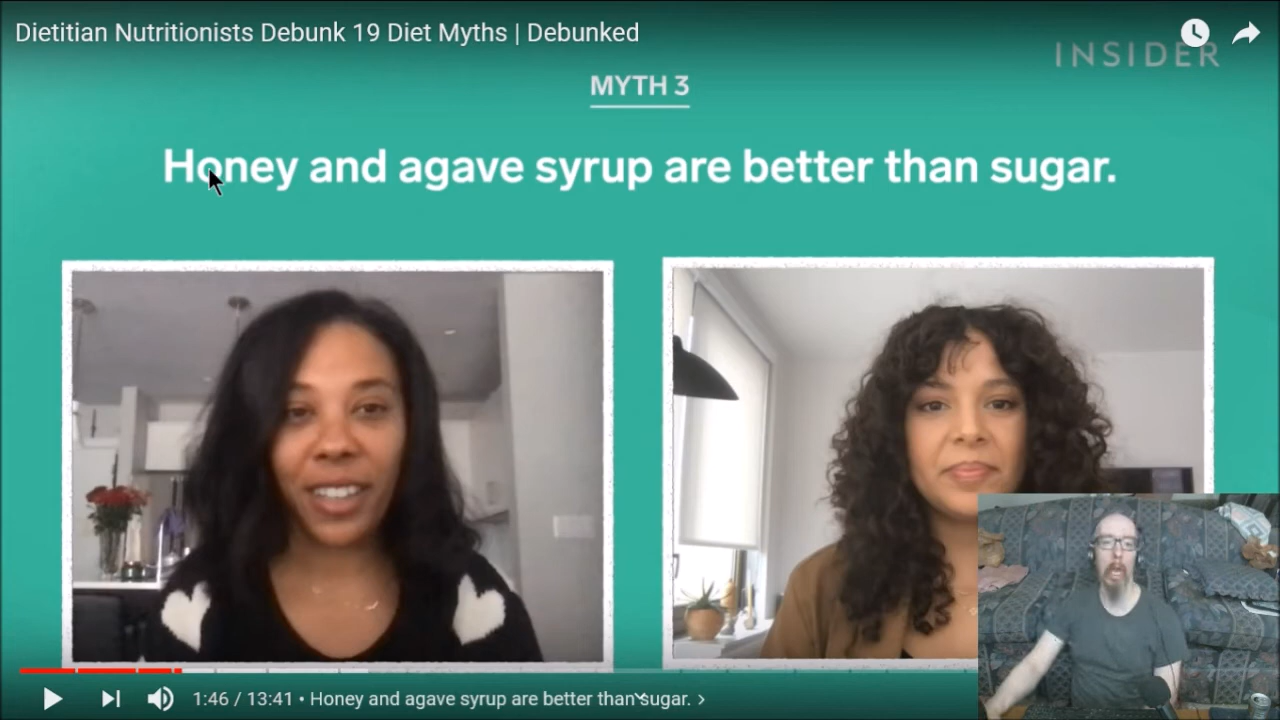 Dietitian Nutritionists Debunk 19 Diet Myths | Debunked
INSIDER
MYTH 3
Honey and agave syrup are better than sugar.
1:46 / 13:41 • Honey and agave syrup are better than sugar. >